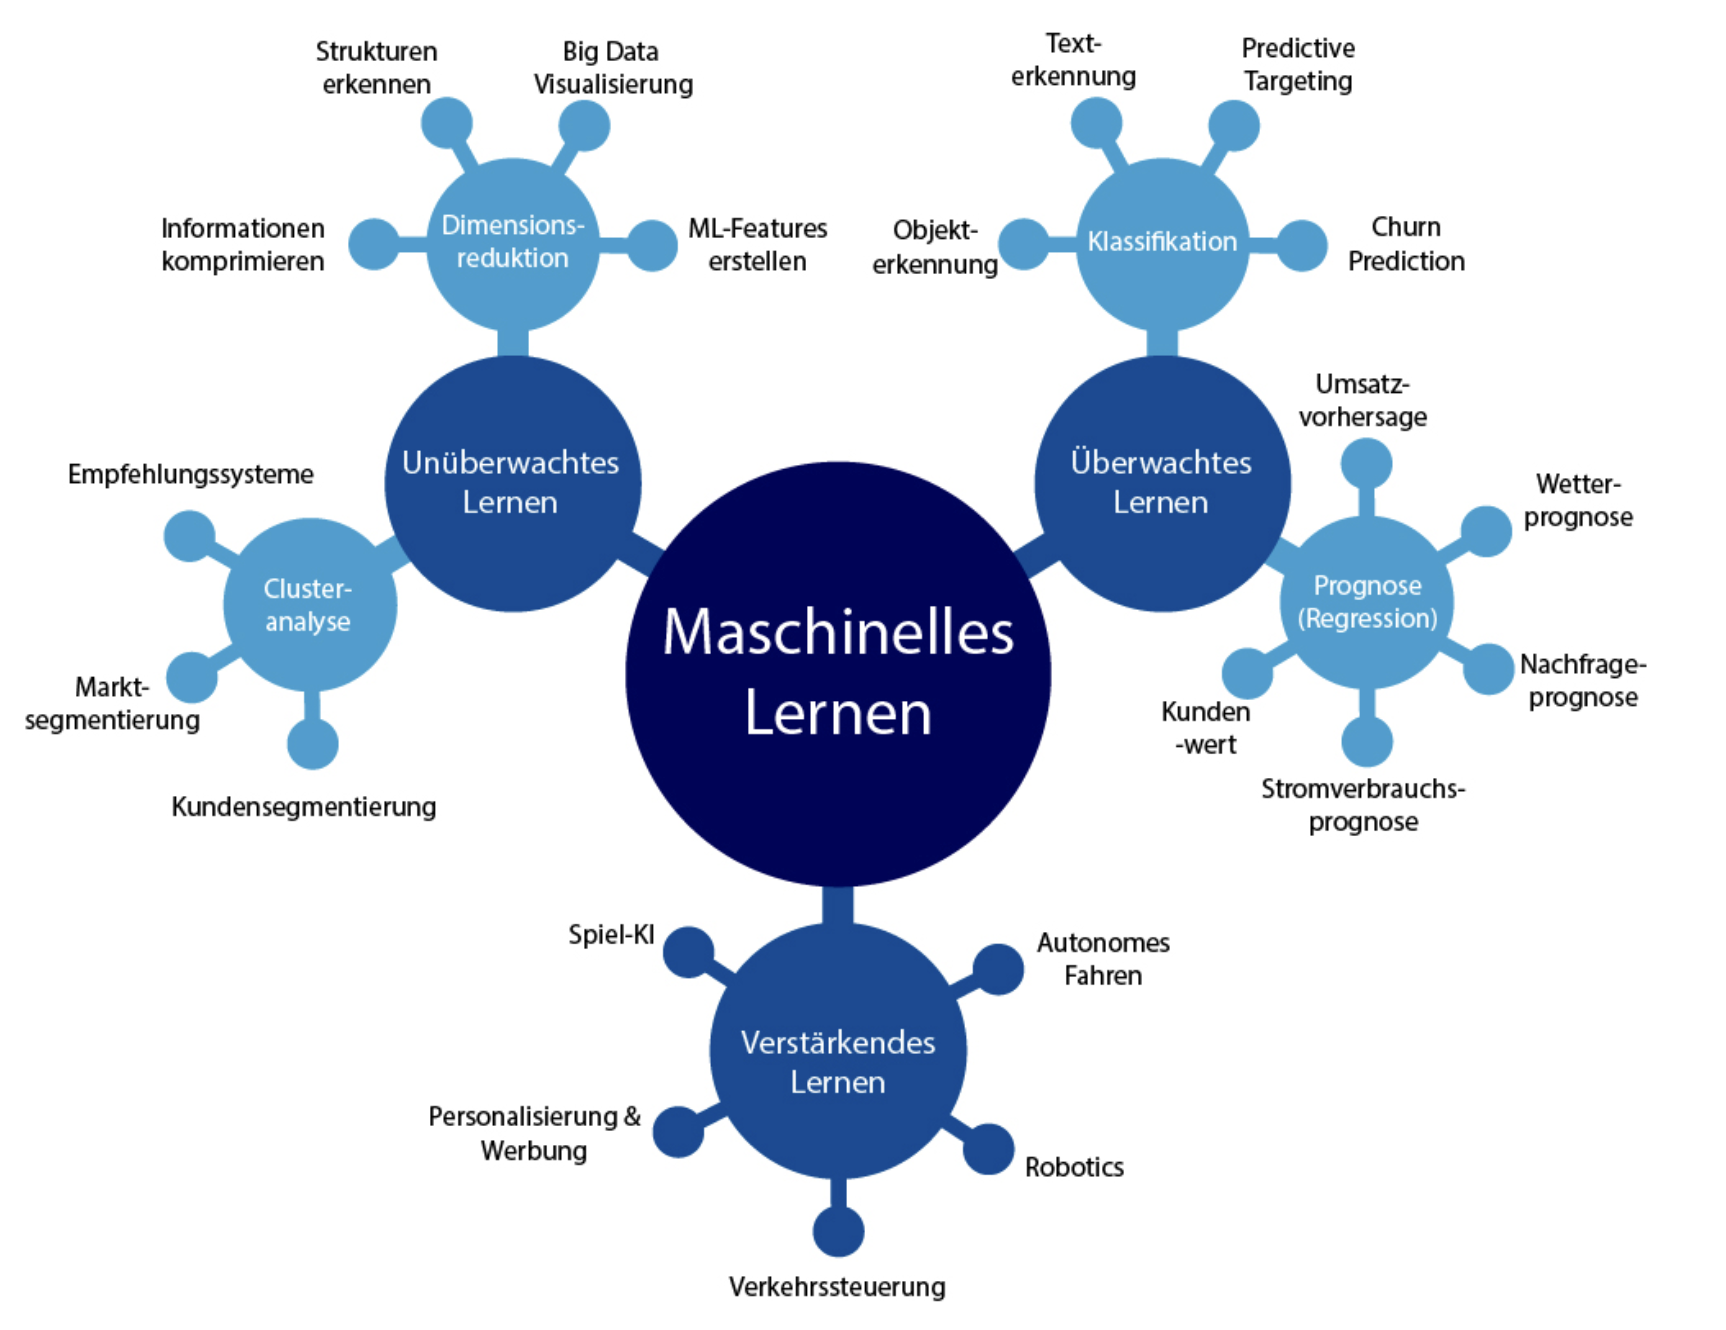 Strukturen
erkennen
Big Data
Visualisierung
Informationen
komprimieren
Dimensions-
reduktion
ML-Features
erstellen
Text-
erkennung
Predictive
Targeting
Objekt-
erkennung
Klassifikation
Churn
Prediction
Unüberwachtes
Lernen
Überwachtes
Lernen
Umsatz-
vorhersage
Wetter-
prognose
Empfehlungssysteme
Cluster-
analyse
Markt-
segmentierung
Kundensegmentierung
Maschinelles
Lernen
Prognose
(Regression)
Nachfrage-
prognose
Kunden
-wert
Stromverbrauchs-
prognose
Spiel-KI
Autonomes
Fahren
Verstärkendes
Lernen
Personalisierung &
Werbung
Robotics
Verkehrssteuerung